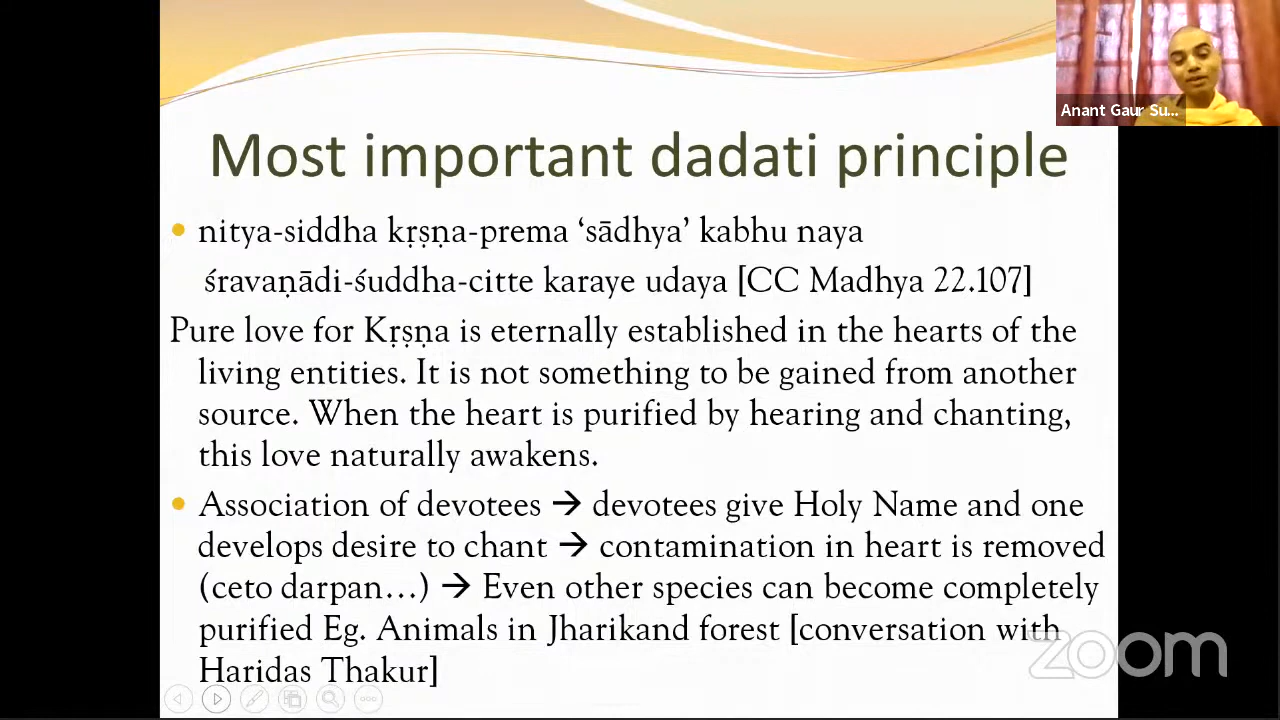 Anant Gaur Su...
Most important dadati principle
nitya-siddha kṛṣṇa-prema ‘sādhya’ kabhu naya
śravaṇādi-śuddha-citte karaye udaya [CC Madhya 22.107]
Pure love for Kṛṣṇa is eternally established in the hearts of the
living entities. It is not something to be gained from another
source. When the heart is purified by hearing and chanting,
this love naturally awakens.
Association of devotees → devotees give Holy Name and one
develops desire to chant → contamination in heart is removed
(ceto darpan…) → Even other species can become completely
purified Eg. Animals in Jharikand forest [conversation with
Haridas Thakur]
zoom